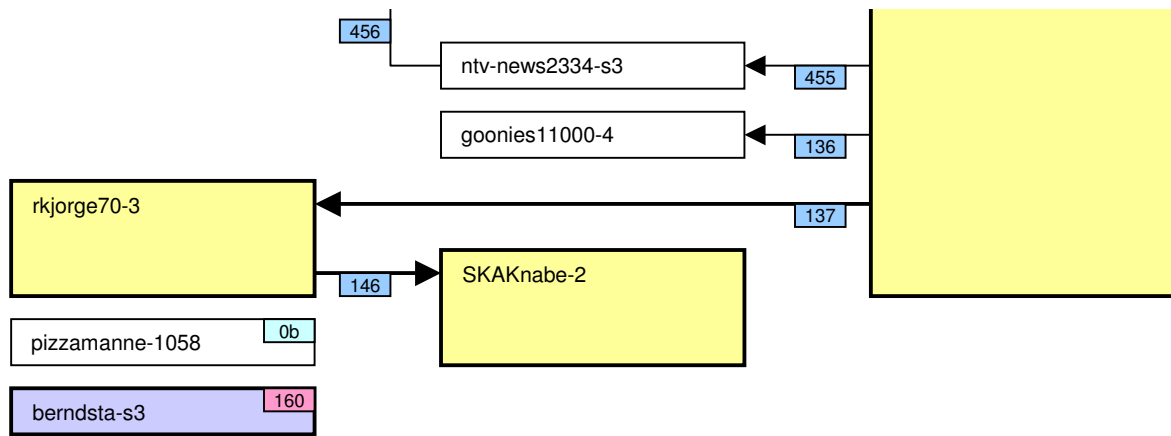 456
ntv-news2334-s3
455
goonies11000-4
136
rkjorge70-3
137
SKAKnabe-2
146
pizzamanne-1058
0b
berndsta-s3
160